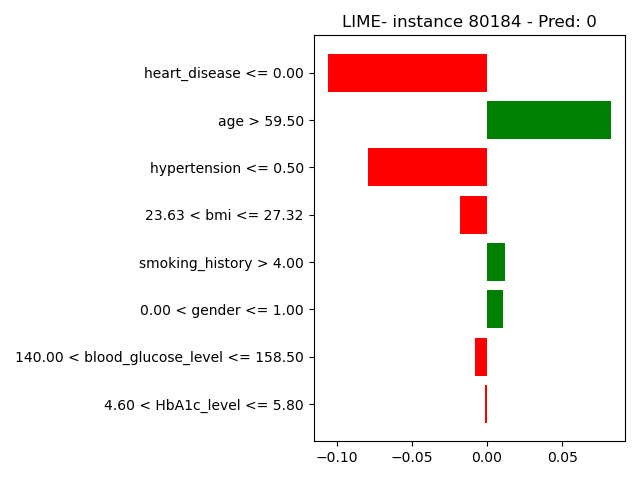 LIME- instance 80184 - Pred: 0
heart_disease <= 0.00
age > 59.50
hypertension <= 0.50
23.63 < bmi <= 27.32
smoking_history > 4.00
0.00 < gender <= 1.00
140.00 < blood_glucose_level <= 158.50
4.60 < HbA1c_level <= 5.80
−0.10 −0.05 0.00 0.05